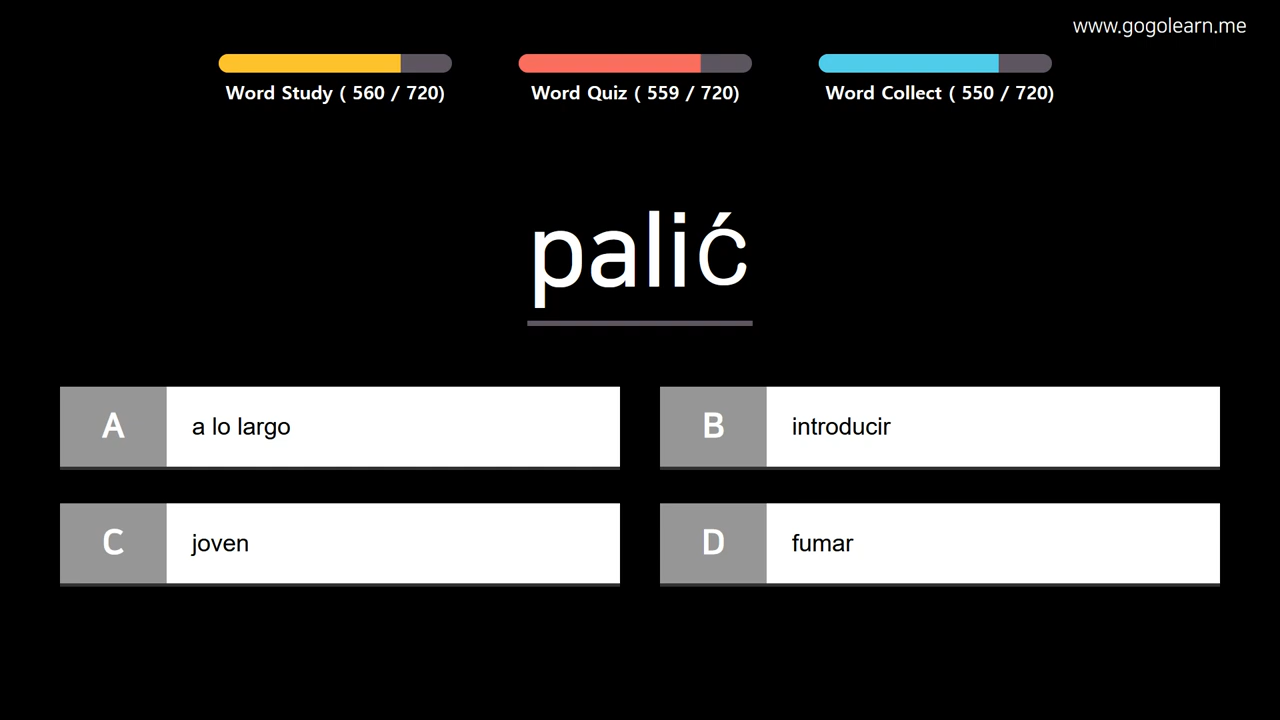 www.gogolearn.me
Word Study ( 560 / 720)
Word Quiz ( 559 / 720)
Word Collect ( 550 / 720)
palić
A a lo largo
B introducir
C joven
D fumar